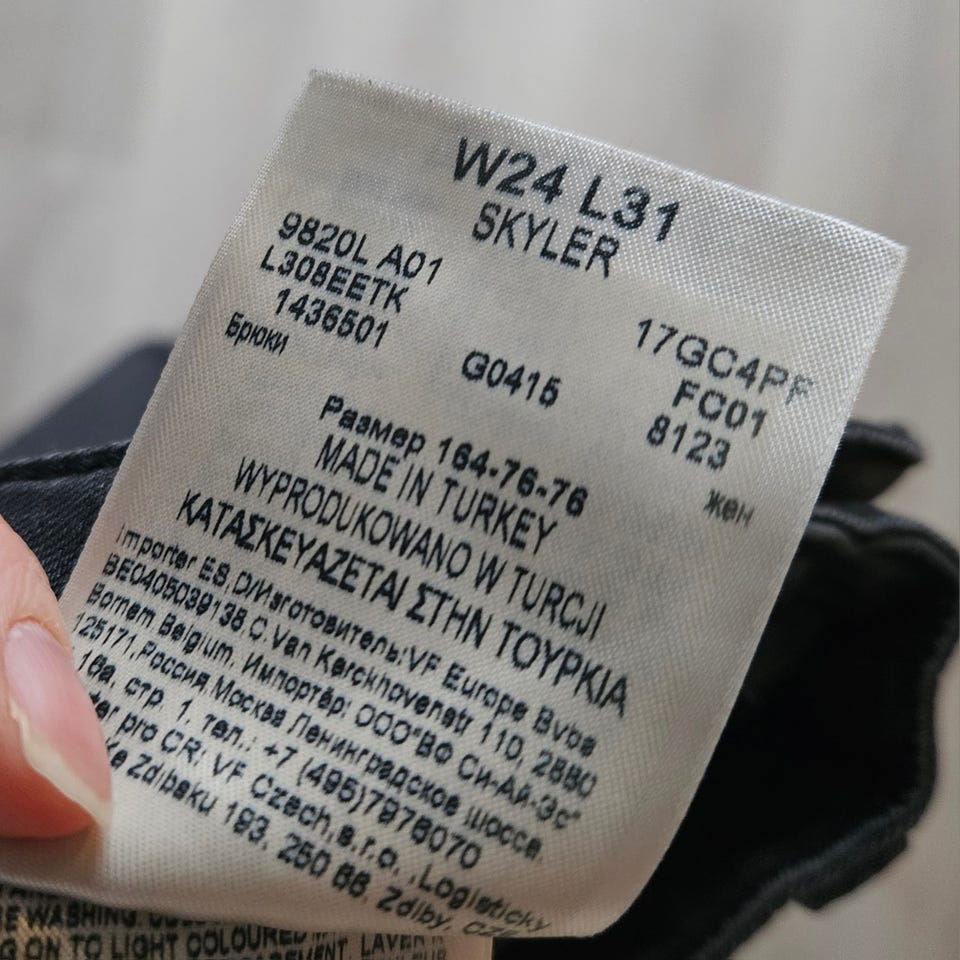 W24 L31
SKYLER
9820L A01
L308EETK
1436501
Брюки
G0415
17GC4PF
FC01
8123
жен
Размер 164-76-76
MADE IN TURKEY
WYPRODUKOWANO W TURCJI
ΚΑΤΑΣΚΕΥΑΖΕΤΑΙ ΣΤΗΝ ΤΟΥΡΚΙΑ
Importer ES,D/Изготовитель:VF Europe Bvba
BE0405039138 C.Van Kerckhovenstr 110, 2880
Bornem Belgium. Импортёр: ООО"ВФ Си-Ай-Эс"
125171,Россия,Москва Ленинградское шоссе,
16а, стр. 1. тел.: +7 (495)7976070
pro CR: VF Czech,s.r.o. ,Logisticky
Ke Zdibsku 193, 250 66, Zdiby,
WASHING.
ON TO LIGHT COLOURED